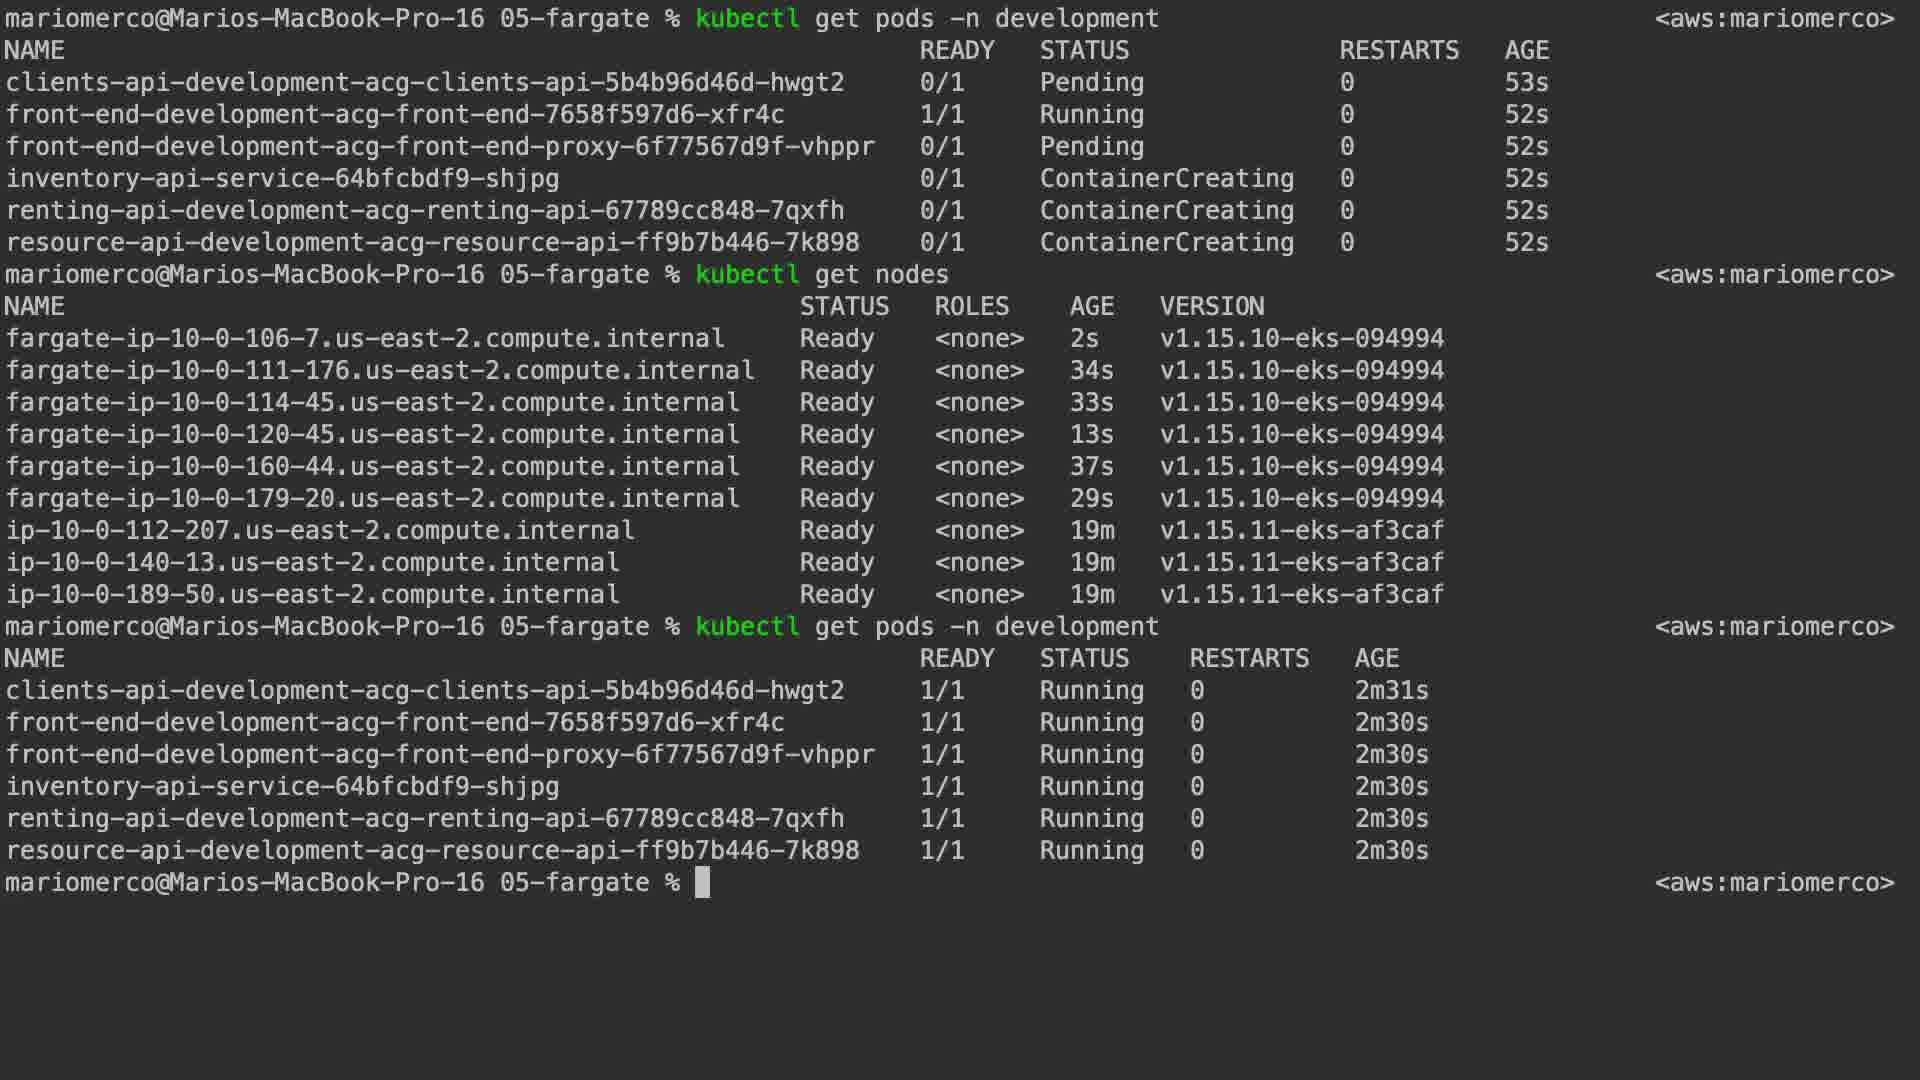 mariomerco@Marios-MacBook-Pro-16 05-fargate % kubectl get pods -n development <aws:mariomerco>
NAME READY STATUS RESTARTS AGE
clients-api-development-acg-clients-api-5b4b96d46d-hwgt2 0/1 Pending 0 53s
front-end-development-acg-front-end-7658f597d6-xfr4c 1/1 Running 0 52s
front-end-development-acg-front-end-proxy-6f77567d9f-vhppr 0/1 Pending 0 52s
inventory-api-service-64bfcbdf9-shjpg 0/1 ContainerCreating 0 52s
renting-api-development-acg-renting-api-67789cc848-7qxfh 0/1 ContainerCreating 0 52s
resource-api-development-acg-resource-api-ff9b7b446-7k898 0/1 ContainerCreating 0 52s
mariomerco@Marios-MacBook-Pro-16 05-fargate % kubectl get nodes <aws:mariomerco>
NAME STATUS ROLES AGE VERSION
fargate-ip-10-0-106-7.us-east-2.compute.internal Ready <none> 2s v1.15.10-eks-094994
fargate-ip-10-0-111-176.us-east-2.compute.internal Ready <none> 34s v1.15.10-eks-094994
fargate-ip-10-0-114-45.us-east-2.compute.internal Ready <none> 33s v1.15.10-eks-094994
fargate-ip-10-0-120-45.us-east-2.compute.internal Ready <none> 13s v1.15.10-eks-094994
fargate-ip-10-0-160-44.us-east-2.compute.internal Ready <none> 37s v1.15.10-eks-094994
fargate-ip-10-0-179-20.us-east-2.compute.internal Ready <none> 29s v1.15.10-eks-094994
ip-10-0-112-207.us-east-2.compute.internal Ready <none> 19m v1.15.11-eks-af3caf
ip-10-0-140-13.us-east-2.compute.internal Ready <none> 19m v1.15.11-eks-af3caf
ip-10-0-189-50.us-east-2.compute.internal Ready <none> 19m v1.15.11-eks-af3caf
mariomerco@Marios-MacBook-Pro-16 05-fargate % kubectl get pods -n development <aws:mariomerco>
NAME READY STATUS RESTARTS AGE
clients-api-development-acg-clients-api-5b4b96d46d-hwgt2 1/1 Running 0 2m31s
front-end-development-acg-front-end-7658f597d6-xfr4c 1/1 Running 0 2m30s
front-end-development-acg-front-end-proxy-6f77567d9f-vhppr 1/1 Running 0 2m30s
inventory-api-service-64bfcbdf9-shjpg 1/1 Running 0 2m30s
renting-api-development-acg-renting-api-67789cc848-7qxfh 1/1 Running 0 2m30s
resource-api-development-acg-resource-api-ff9b7b446-7k898 1/1 Running 0 2m30s
mariomerco@Marios-MacBook-Pro-16 05-fargate % <aws:mariomerco>